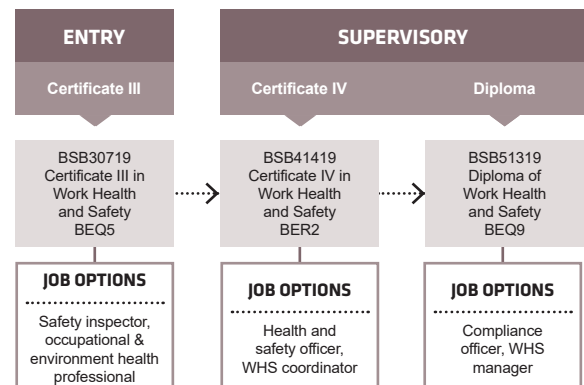 ENTRY
SUPERVISORY
Certificate III
Certificate IV
Diploma
BSB30719
Certificate III in
Work Health
and Safety
BEQ5
BSB41419
Certificate IV in
Work Health
and Safety
BER2
BSB51319
Diploma of
Work Health
and Safety
BEQ9
JOB OPTIONS
Safety inspector,
occupational &
environment health
professional
JOB OPTIONS
Health and
safety officer,
WHS coordinator
JOB OPTIONS
Compliance
officer, WHS
manager